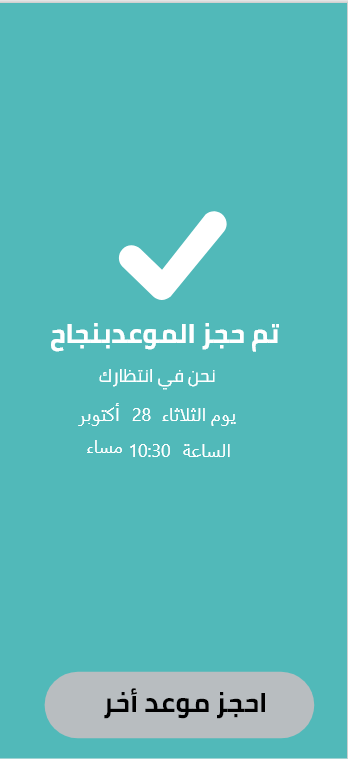 تم حجز الموعدبنجاح
نحن في انتظارك
يوم الثلاثاء 28 أكتوبر
الساعة 10:30 مساء
احجز موعد أخر